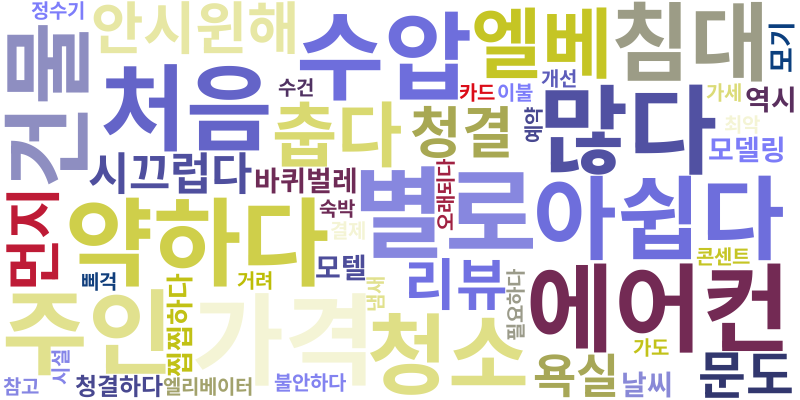 정수기
안시윈해
수압
엘베
침대
모기
건물
처음
수건
카드
이불
개선
가세
역시
춥다
청결
예약
많다
최악
모델링
시끄럽다
바퀴벌레
오래되다
먼지
약하다
숙박
별로
아쉽다
결제
모텔
리뷰
콘센트
삐걱
거려
냄새
필요하다
에어컨
주인
찝찝하다
가격
청소
가도
욕실
문도
시설
참고
청결하다
엘리베이터
불안하다
날씨